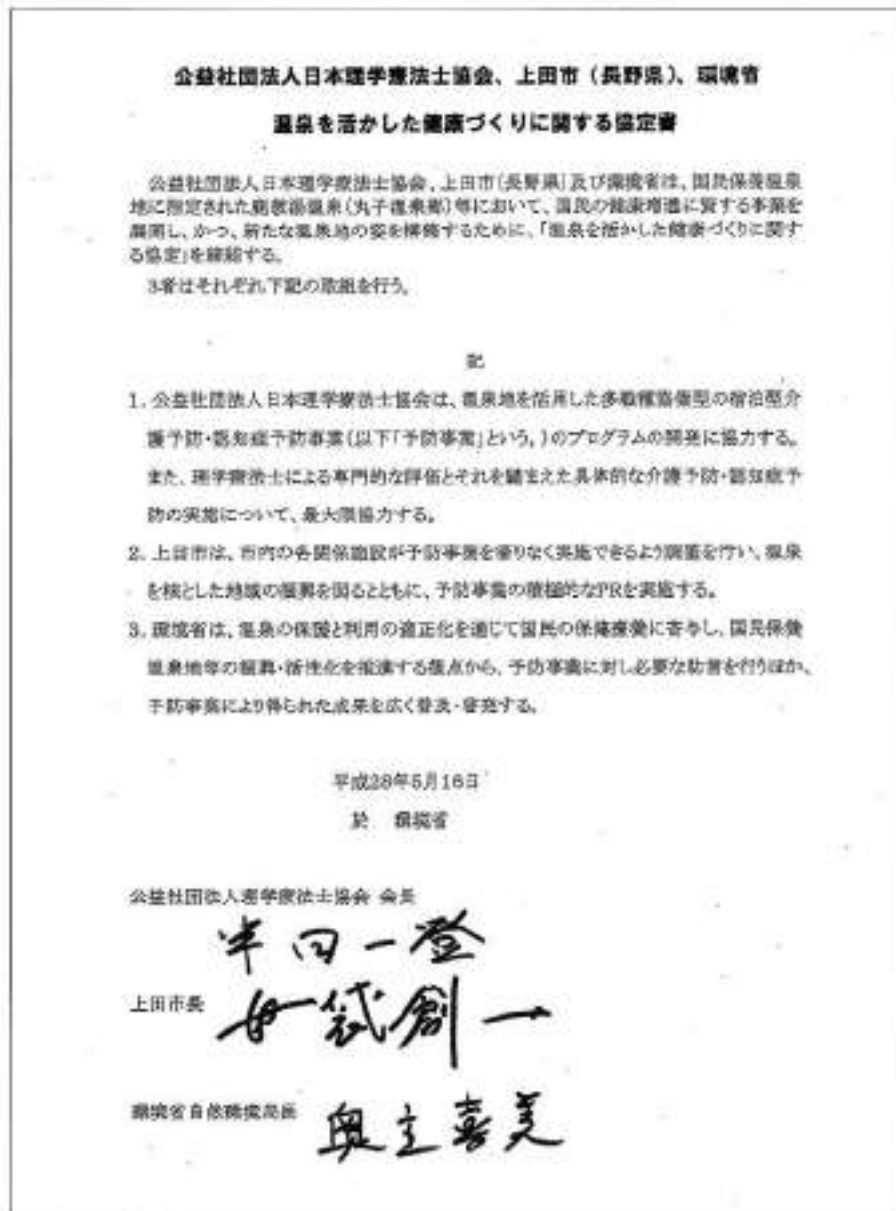 公益社団法人日本理学療法士協会、上田市（長野県）、環境省
温泉を活かした健康づくりに関する協定書
公益社団法人日本理学療法士協会、上田市(長野県)及び環境省は、国民保養温泉
地に指定された鹿教湯温泉(丸子温泉郷)等において、国民の健康増進に資する事業を
展開し、かつ、新たな温泉地の姿を構築するために、「温泉を活かした健康づくりに関す
る協定」を締結する。
3者はそれぞれ下記の取組を行う。
記
1. 公益社団法人日本理学療法士協会は、温泉地を活用した多職種協働型の宿泊型介
護予防・認知症予防事業(以下「予防事業」という。)のプログラムの開発に協力する。
また、理学療法士による専門的な評価とそれを踏まえた具体的な介護予防・認知症予
防の実施について、最大限協力する。
2. 上田市は、市内の各関係施設が予防事業を滞りなく実施できるよう調整を行い、温泉
を核とした地域の振興を図るとともに、予防事業の積極的なPRを実施する。
3. 環境省は、温泉の保護と利用の適正化を通じて国民の保健療養に寄与し、国民保養
温泉地等の振興・活性化を推進する観点から、予防事業に対し必要な助言を行うほか、
予防事業により得られた成果を広く普及・啓発する。
平成28年5月16日
於 環境省
公益社団法人理学療法士協会 会長
半田一登
上田市長
母袋創一
環境省自然環境局長
奥主喜美